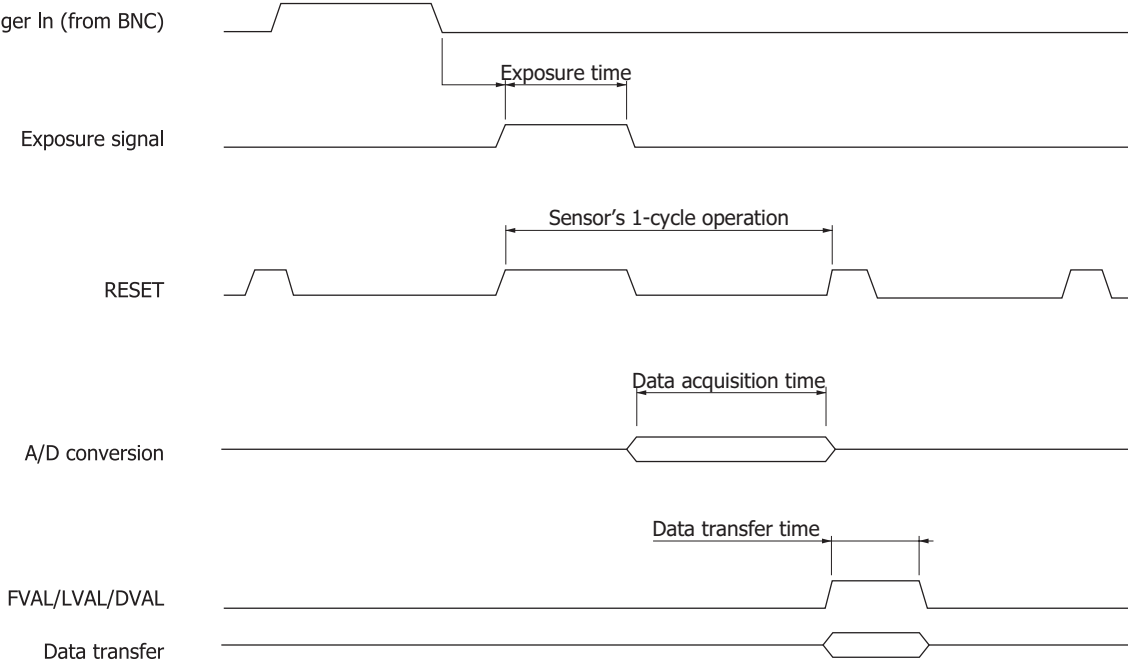 ger In (from BNC)
Exposure time
Exposure signal
Sensor's 1-cycle operation
RESET
Data acquisition time
A/D conversion
Data transfer time
FVAL/LVAL/DVAL
Data transfer